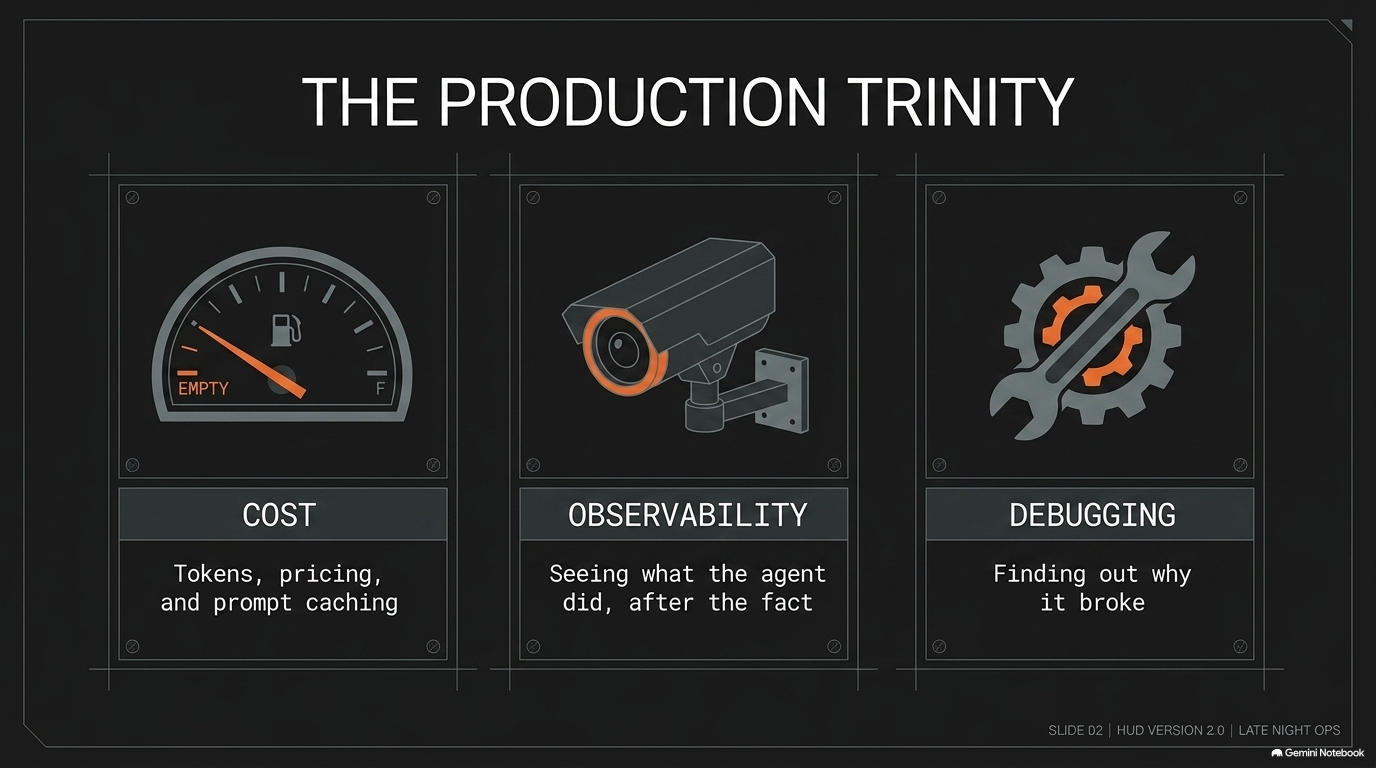 THE PRODUCTION TRINITY
EMPTY
F
COST
Tokens, pricing,
and prompt caching
OBSERVABILITY
Seeing what the agent
did, after the fact
DEBUGGING
Finding out why
it broke
SLIDE 02 | HUD VERSION 2.0 | LATE NIGHT OPS
Gemini Notebook